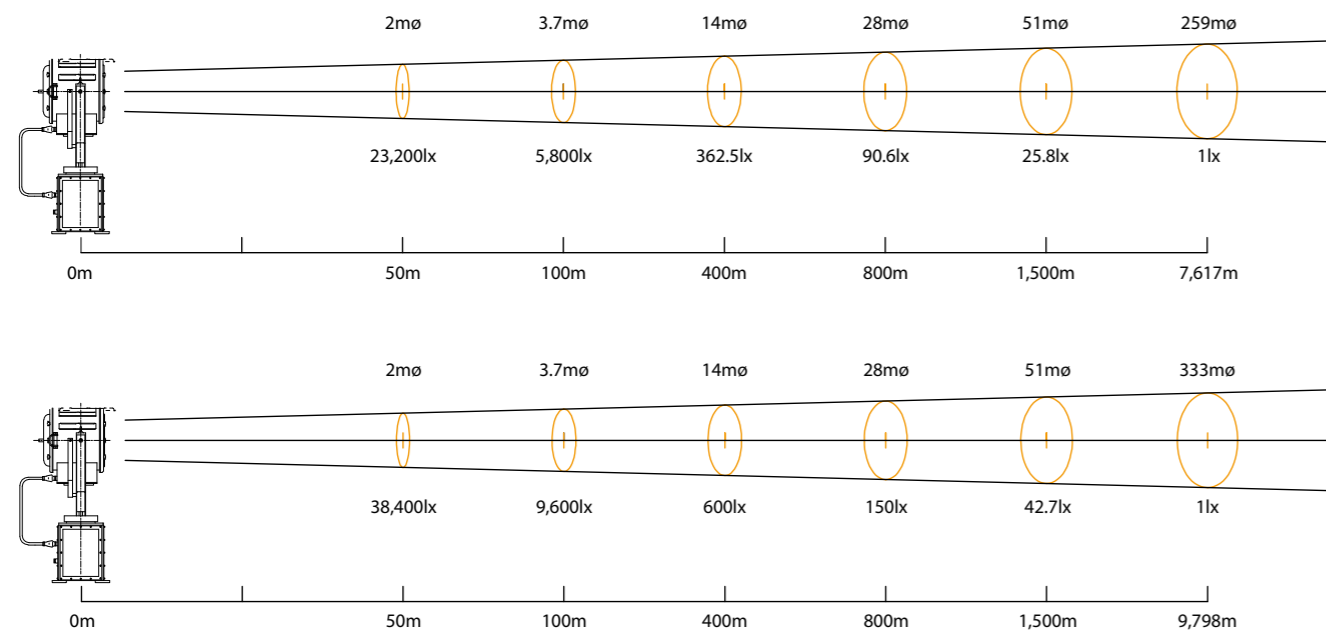 2mø 3.7mø 14mø 28mø 51mø 259mø
23,200lx 5,800lx 362.5lx 90.6lx 25.8lx 1lx
0m 50m 100m 400m 800m 1,500m 7,617m
2mø 3.7mø 14mø 28mø 51mø 333mø
38,400lx 9,600lx 600lx 150lx 42.7lx 1lx
0m 50m 100m 400m 800m 1,500m 9,798m